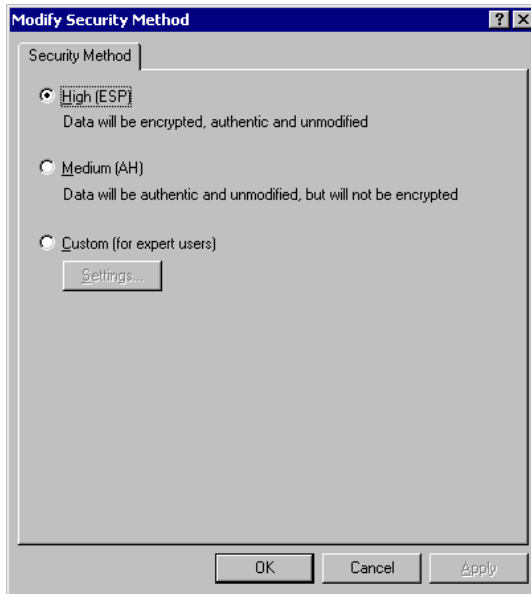 Modify Security Method
Security Method
High (ESP)
Data will be encrypted, authentic and unmodified
Medium (AH)
Data will be authentic and unmodified, but will not be encrypted
Custom (for expert users)
Settings...
OK Cancel Apply